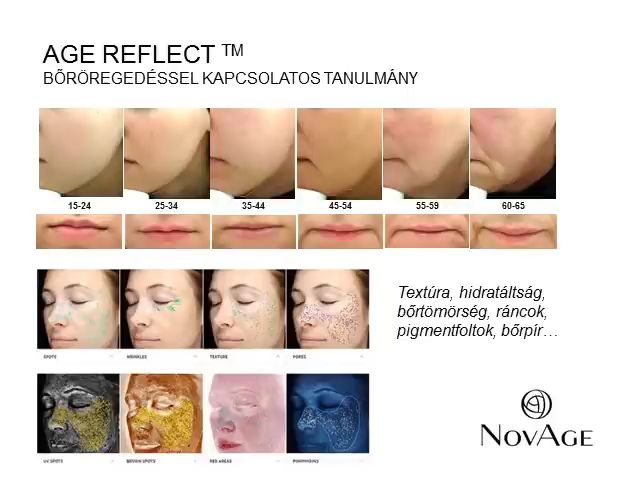 AGE REFLECT TM
BŐRÖREGEDÉSSEL KAPCSOLATOS TANULMÁNY
15-24 25-34 35-44 45-54 55-59 60-65
Textúra, hidratáltság,
bőrtömörség, ráncok,
pigmentfoltok, bőrpír…
SPOTS WRINKLES TEXTURE PORES
UV SPOTS BROWN SPOTS RED AREAS PORPHYRINS
NOVAGE